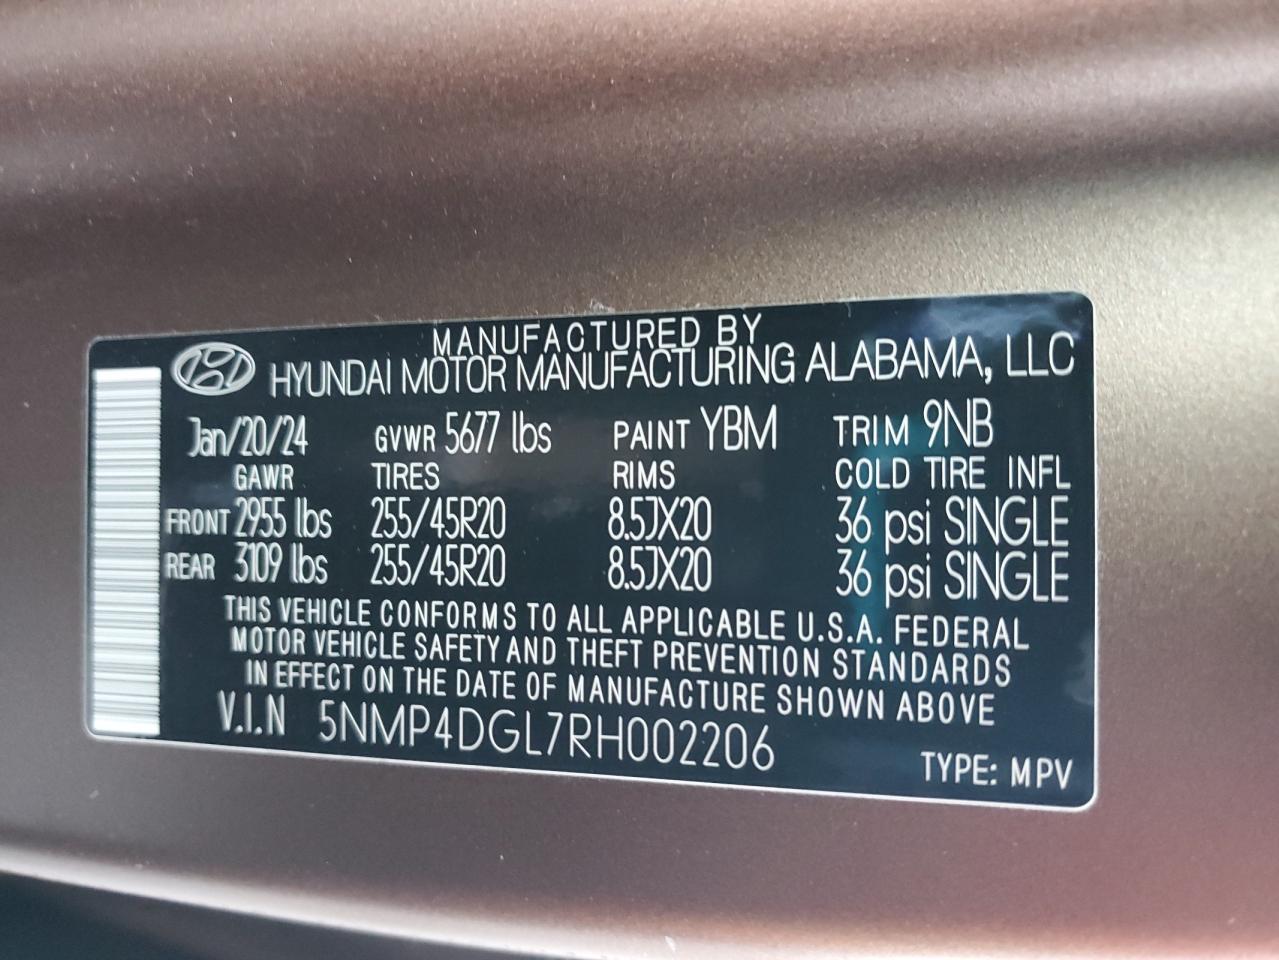 MANUFACTURED BY
HYUNDAI MOTOR MANUFACTURING ALABAMA, LLC
Jan/20/24 GVWR 5677 lbs PAINT YBM TRIM 9NB
GAWR TIRES RIMS COLD TIRE INFL
FRONT 2955 lbs 255/45R20 8.5JX20 36 psi SINGLE
REAR 3109 lbs 255/45R20 8.5JX20 36 psi SINGLE
THIS VEHICLE CONFORMS TO ALL APPLICABLE U.S.A. FEDERAL
MOTOR VEHICLE SAFETY AND THEFT PREVENTION STANDARDS
IN EFFECT ON THE DATE OF MANUFACTURE SHOWN ABOVE
V.I.N 5NMP4DGL7RH002206
TYPE: MPV